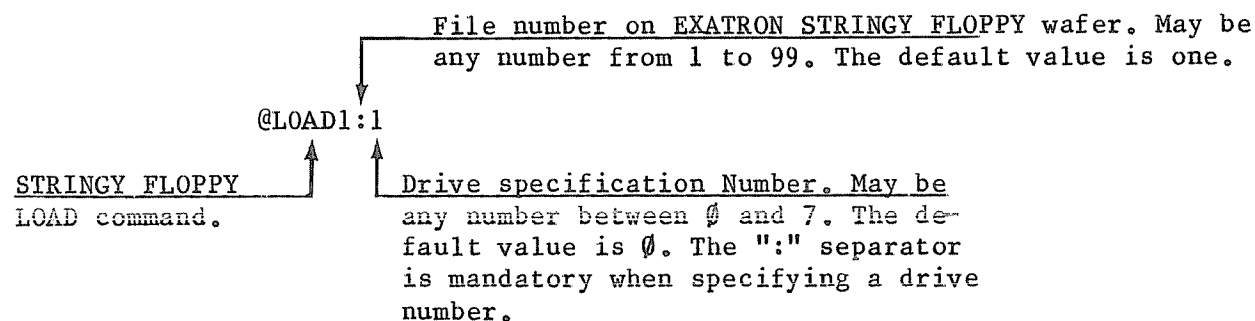 File number on EXATRON STRINGY FLOPPY wafer. May be
any number from 1 to 99. The default value is one.
@LOAD1:1
STRINGY FLOPPY
LOAD command.
Drive specification Number. May be
any number between Ø and 7. The de-
fault value is Ø. The ":" separator
is mandatory when specifying a drive
number.